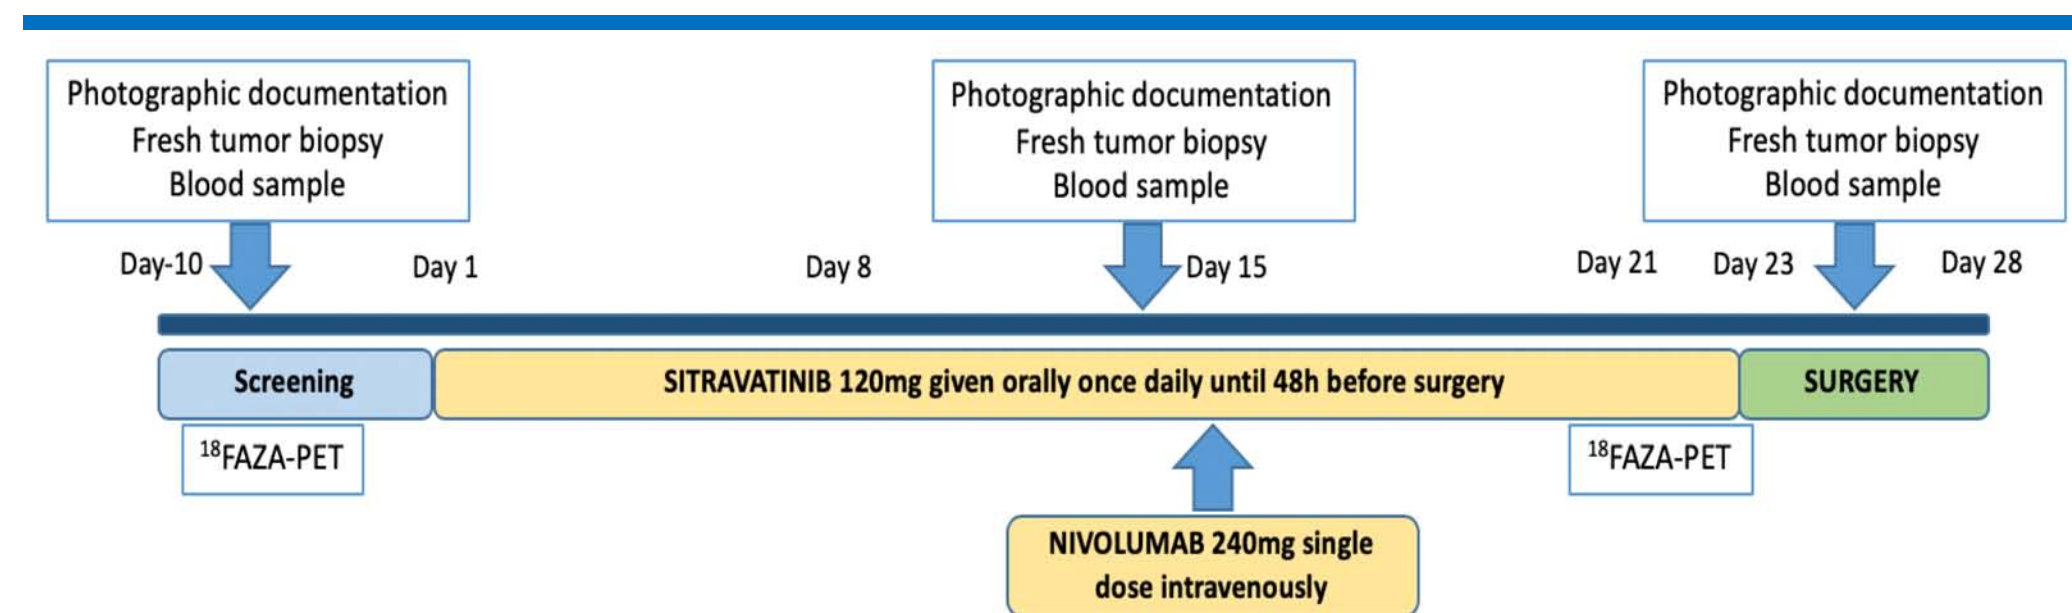 Photographic documentation
Fresh tumor biopsy
Blood sample
Photographic documentation
Fresh tumor biopsy
Blood sample
Photographic documentation
Fresh tumor biopsy
Blood sample
Day-10
Day 1
Day 8
Day 15
Day 21
Day 23
Day 28
Screening
SITRAVATINIB 120mg given orally once daily until 48h before surgery
SURGERY
¹⁸FAZA-PET
¹⁸FAZA-PET
NIVOLUMAB 240mg single
dose intravenously